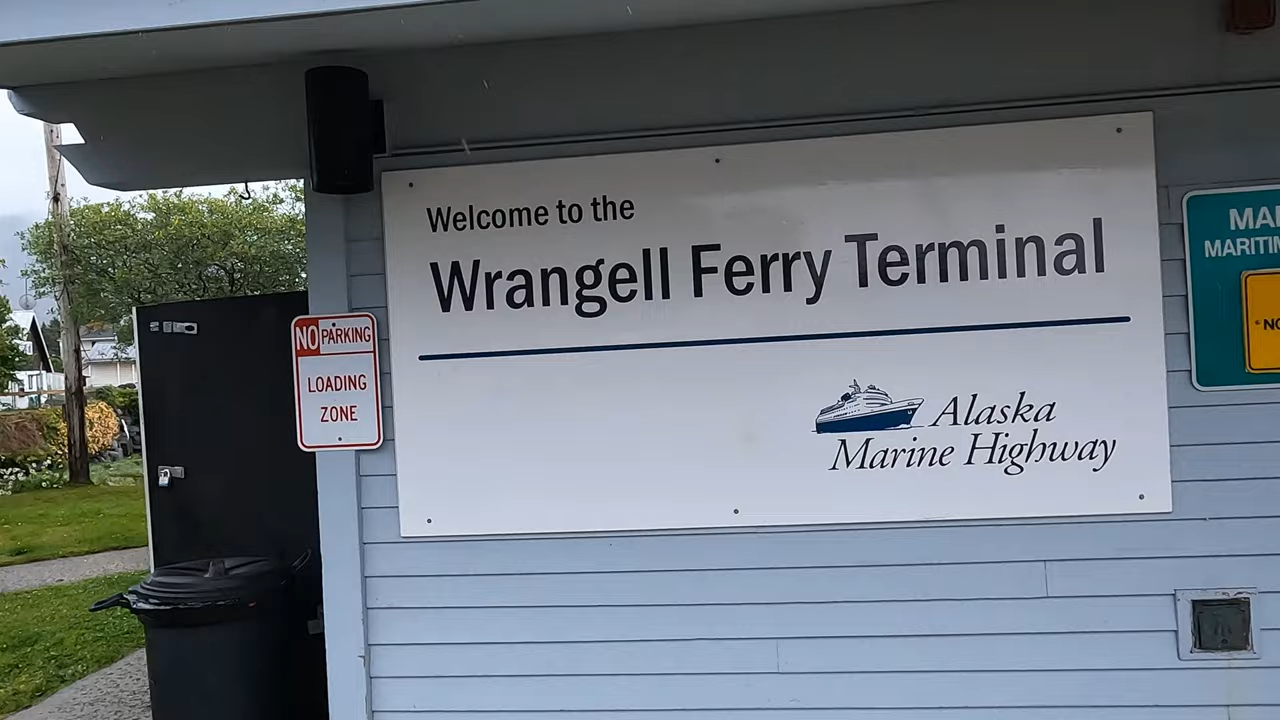 Welcome to the
Wrangell Ferry Terminal
Alaska
Marine Highway
NO PARKING
LOADING
ZONE